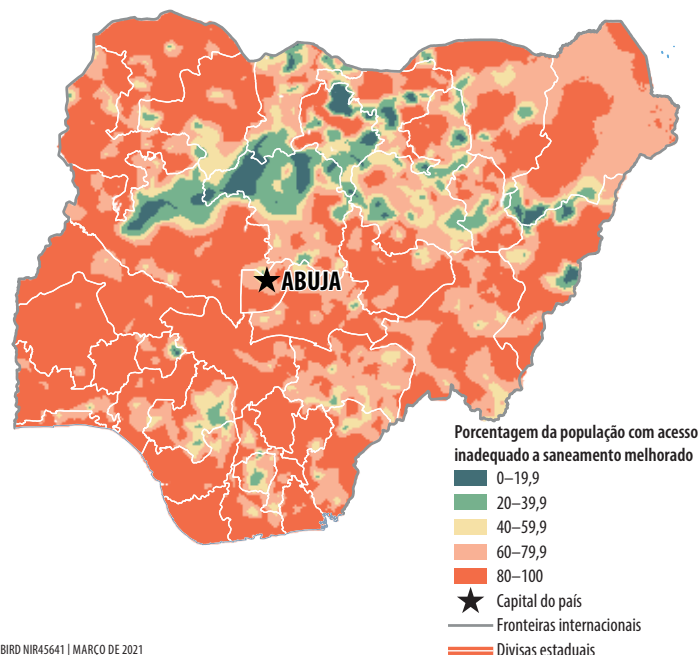 ABUJA
Porcentagem da população com acesso
inadequado a saneamento melhorado
0–19,9
20–39,9
40–59,9
60–79,9
80–100
Capital do país
Fronteiras internacionais
Divisas estaduais
BIRD NIR45641 | MARÇO DE 2021